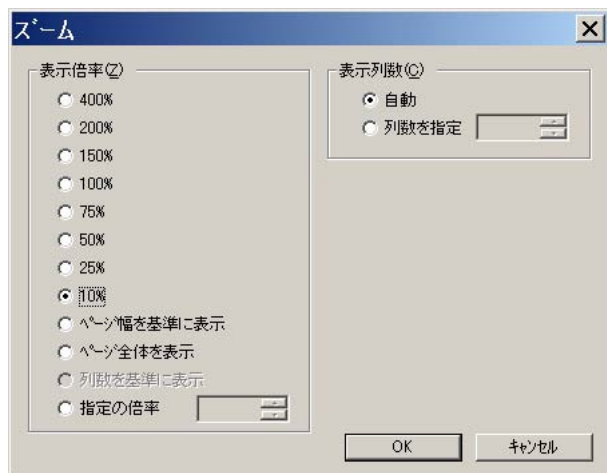 ズーム
表示倍率(Z)
400%
200%
150%
100%
75%
50%
25%
10%
ページ幅を基準に表示
ページ全体を表示
列数を基準に表示
指定の倍率
表示列数(C)
自動
列数を指定
OK
キャンセル